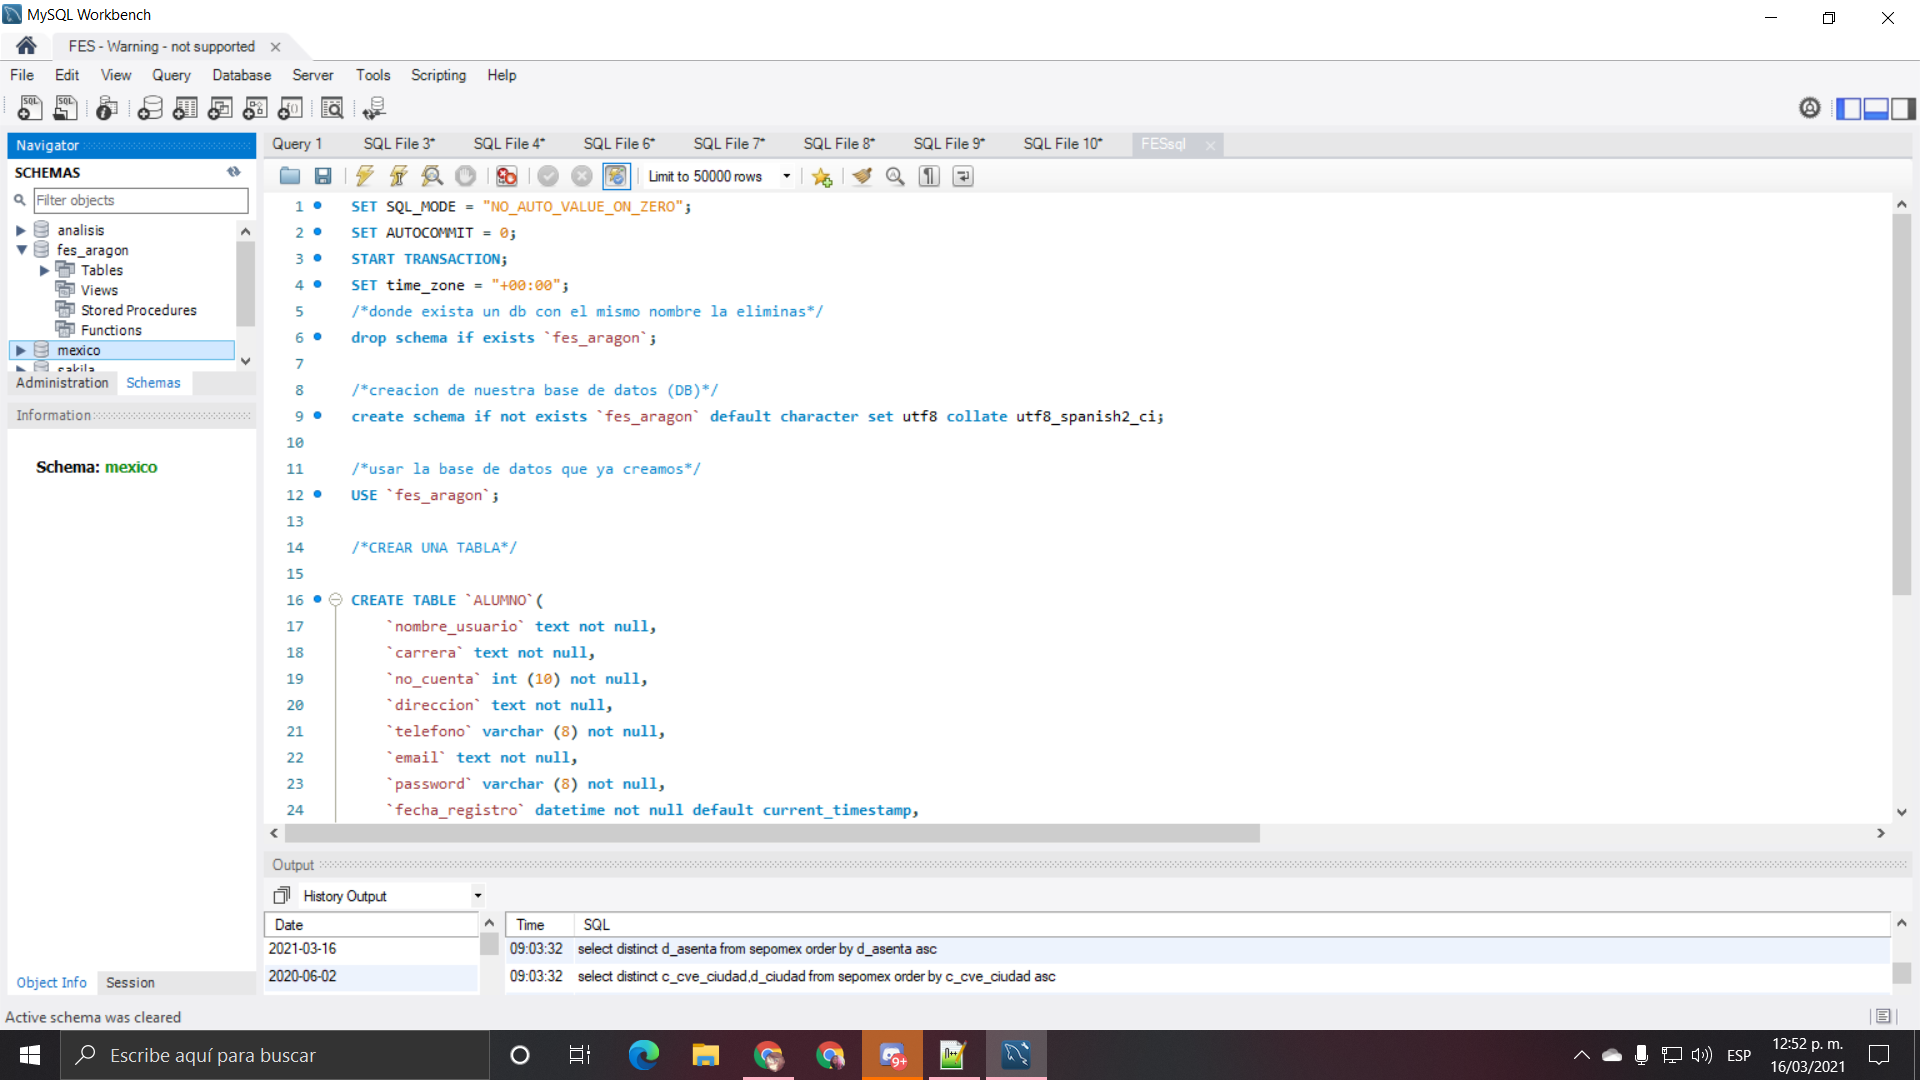 MySQL Workbench
FES - Warning - not supported
File Edit View Query Database Server Tools Scripting Help
Navigator
SCHEMAS
Filter objects
analisis
fes_aragon
Tables
Views
Stored Procedures
Functions
mexico
sakila
Administration Schemas
Information
Schema: mexico
Object Info Session
Query 1 SQL File 3* SQL File 4* SQL File 6* SQL File 7* SQL File 8* SQL File 9* SQL File 10* FESsql
Limit to 50000 rows
1 SET SQL_MODE = "NO_AUTO_VALUE_ON_ZERO";
2 SET AUTOCOMMIT = 0;
3 START TRANSACTION;
4 SET time_zone = "+00:00";
5 /*donde exista un db con el mismo nombre la eliminas*/
6 drop schema if exists `fes_aragon`;
7
8 /*creacion de nuestra base de datos (DB)*/
9 create schema if not exists `fes_aragon` default character set utf8 collate utf8_spanish2_ci;
10
11 /*usar la base de datos que ya creamos*/
12 USE `fes_aragon`;
13
14 /*CREAR UNA TABLA*/
15
16 CREATE TABLE `ALUMNO`(
17 `nombre_usuario` text not null,
18 `carrera` text not null,
19 `no_cuenta` int (10) not null,
20 `direccion` text not null,
21 `telefono` varchar (8) not null,
22 `email` text not null,
23 `password` varchar (8) not null,
24 `fecha_registro` datetime not null default current_timestamp,
Output
History Output
Date
2021-03-16
2020-06-02
Time SQL
09:03:32 select distinct d_asenta from sepomex order by d_asenta asc
09:03:32 select distinct c_cve_ciudad,d_ciudad from sepomex order by c_cve_ciudad asc
Active schema was cleared
Escribe aquí para buscar
9+
ESP
12:52 p. m.
16/03/2021